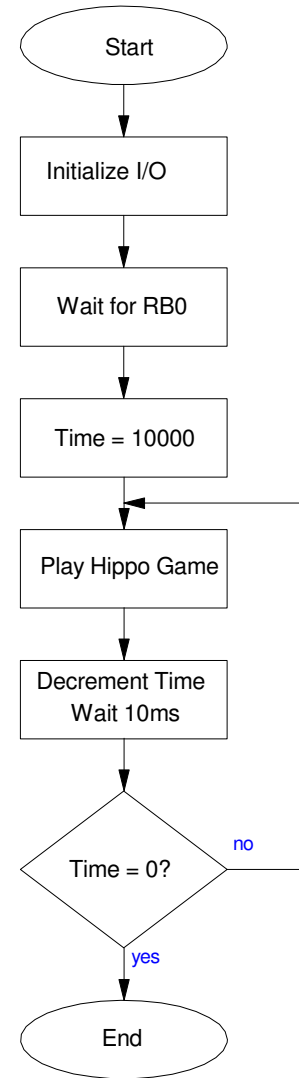 Start
Initialize I/O
Wait for RB0
Time = 10000
Play Hippo Game
Decrement Time
Wait 10ms
Time = 0?
no
yes
End